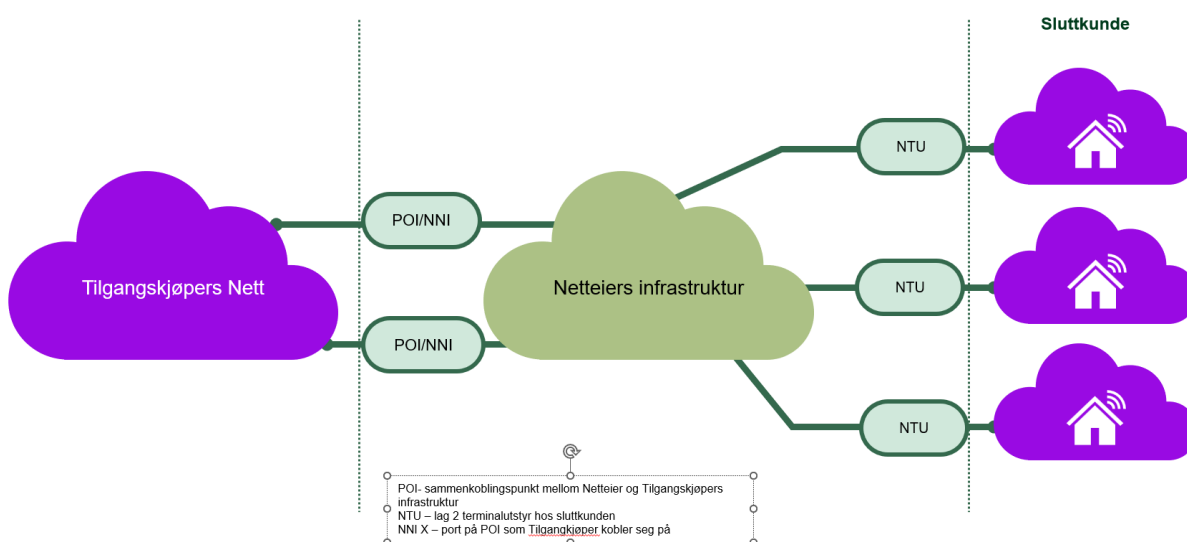 Sluttkunde
NTU
POI/NNI
Tilgangskjøpers Nett
Netteiers infrastruktur
NTU
POI/NNI
NTU
POI- sammenkoblingspunkt mellom Netteier og Tilgangskjøpers
infrastruktur
NTU – lag 2 terminalutstyr hos sluttkunden
NNI X – port på POI som Tilgangkjøper kobler seg på